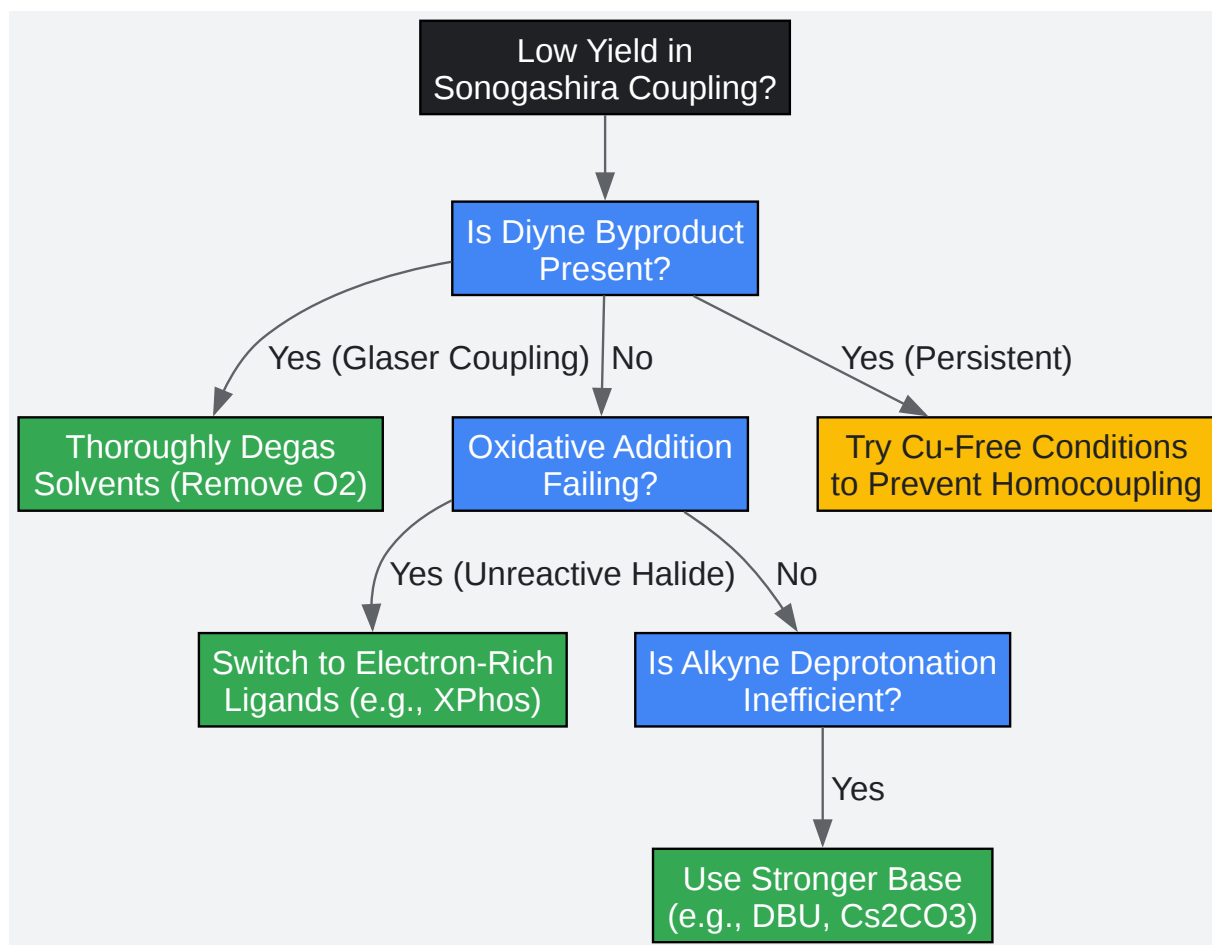 Low Yield in
Sonogashira Coupling?
Is Diyne Byproduct
Present?
Yes (Glaser Coupling)
No
Yes (Persistent)
Thoroughly Degas
Solvents (Remove O2)
Oxidative Addition
Failing?
Try Cu-Free Conditions
to Prevent Homocoupling
Yes (Unreactive Halide)
No
Switch to Electron-Rich
Ligands (e.g., XPhos)
Is Alkyne Deprotonation
Inefficient?
Yes
Use Stronger Base
(e.g., DBU, Cs2CO3)